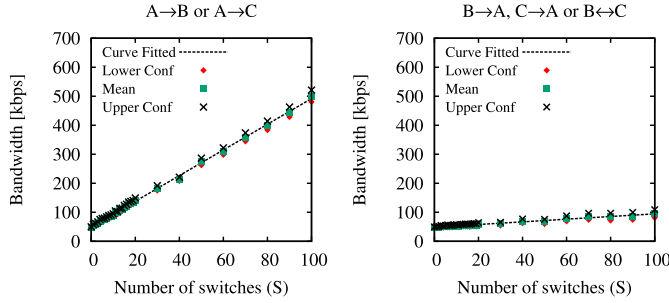 A→B or A→C
700
600
500
400
300
200
100
0
0 20 40 60 80 100
Bandwidth [kbps]
Number of switches (S)
Curve Fitted
Lower Conf
Mean
Upper Conf
B→A, C→A or B↔C
700
600
500
400
300
200
100
0
0 20 40 60 80 100
Bandwidth [kbps]
Number of switches (S)
Curve Fitted
Lower Conf
Mean
Upper Conf